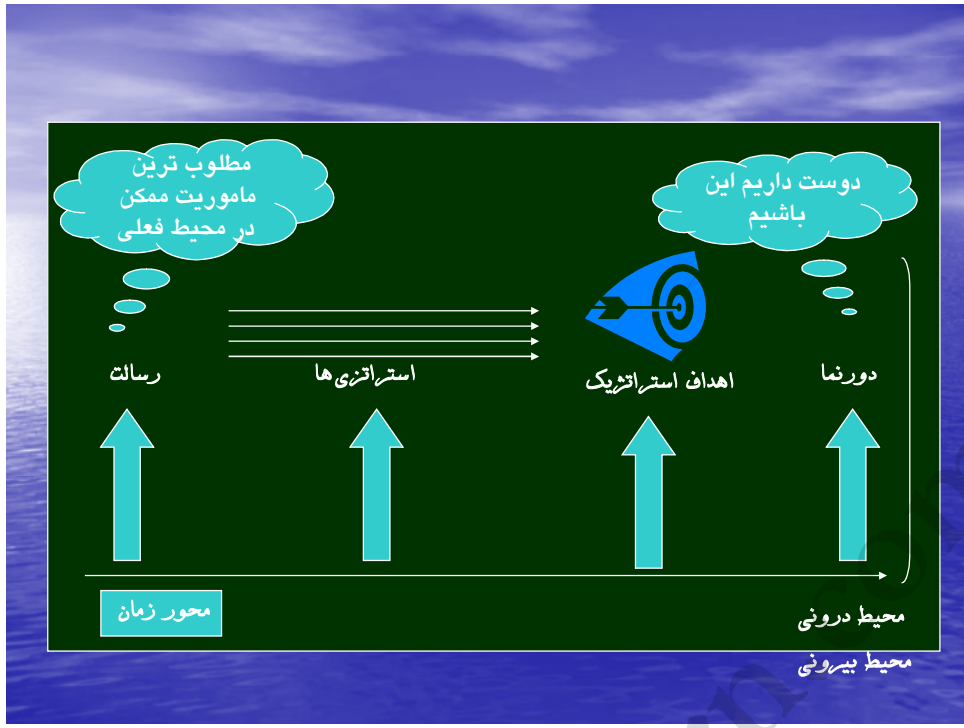 مطلوب ترین
ماموریت ممکن
در محیط فعلی
دوست داریم این
باشیم
دورنما
اهداف استراتژیک
استراتزی‌ها
رسالت
محور زمان
محیط درونی
محیط بیرونی